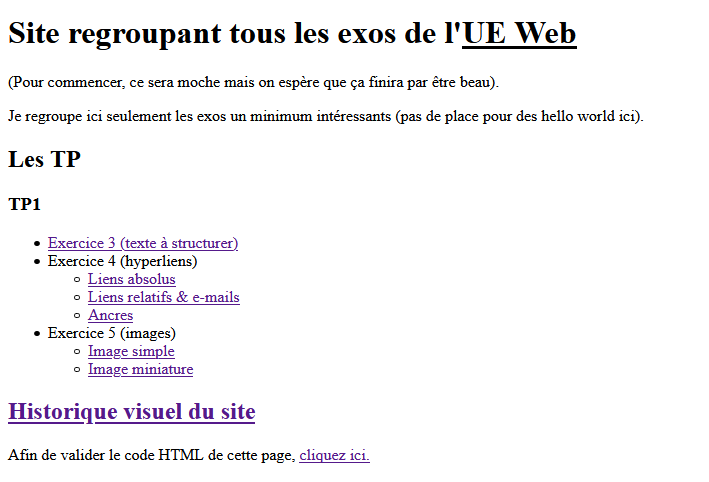 Site regroupant tous les exos de l'UE Web
(Pour commencer, ce sera moche mais on espère que ça finira par être beau).
Je regroupe ici seulement les exos un minimum intéressants (pas de place pour des hello world ici).
Les TP
TP1
Exercice 3 (texte à structurer)
Exercice 4 (hyperliens)
Liens absolus
Liens relatifs & e-mails
Ancres
Exercice 5 (images)
Image simple
Image miniature
Historique visuel du site
Afin de valider le code HTML de cette page, cliquez ici.